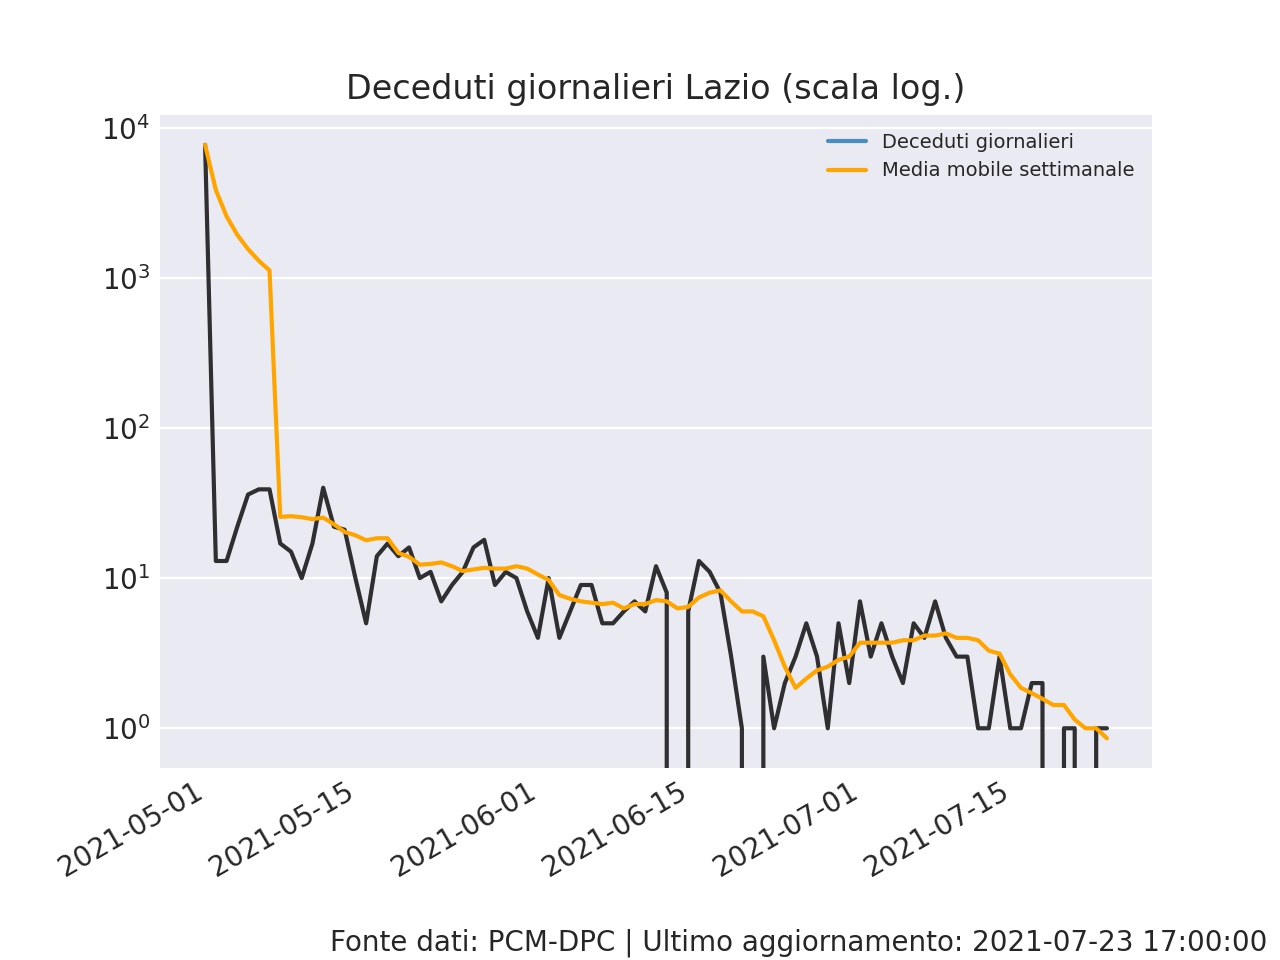 Deceduti giornalieri Lazio (scala log.)
10⁴
10³
10²
10¹
10⁰
Deceduti giornalieri
Media mobile settimanale
2021-05-01
2021-05-15
2021-06-01
2021-06-15
2021-07-01
2021-07-15
Fonte dati: PCM-DPC | Ultimo aggiornamento: 2021-07-23 17:00:00